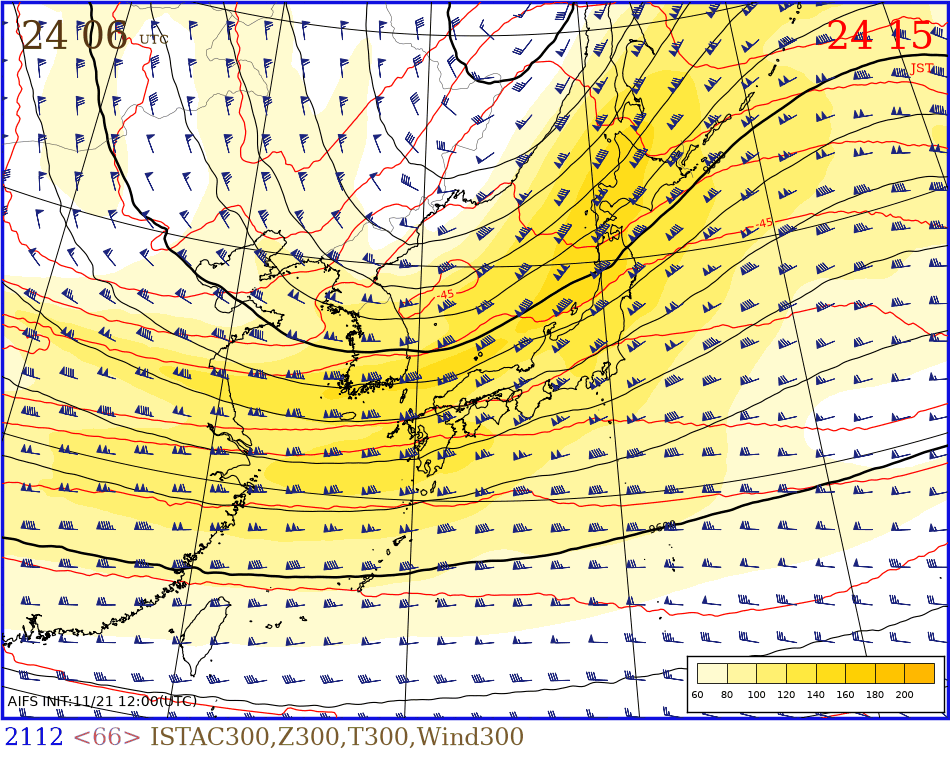 24 06 UTC
24 15
JST
-45
-45
9600
60 80 100 120 140 160 180 200
AIFS INIT:11/21 12:00(UTC)
2112 <66> ISTAC300,Z300,T300,Wind300